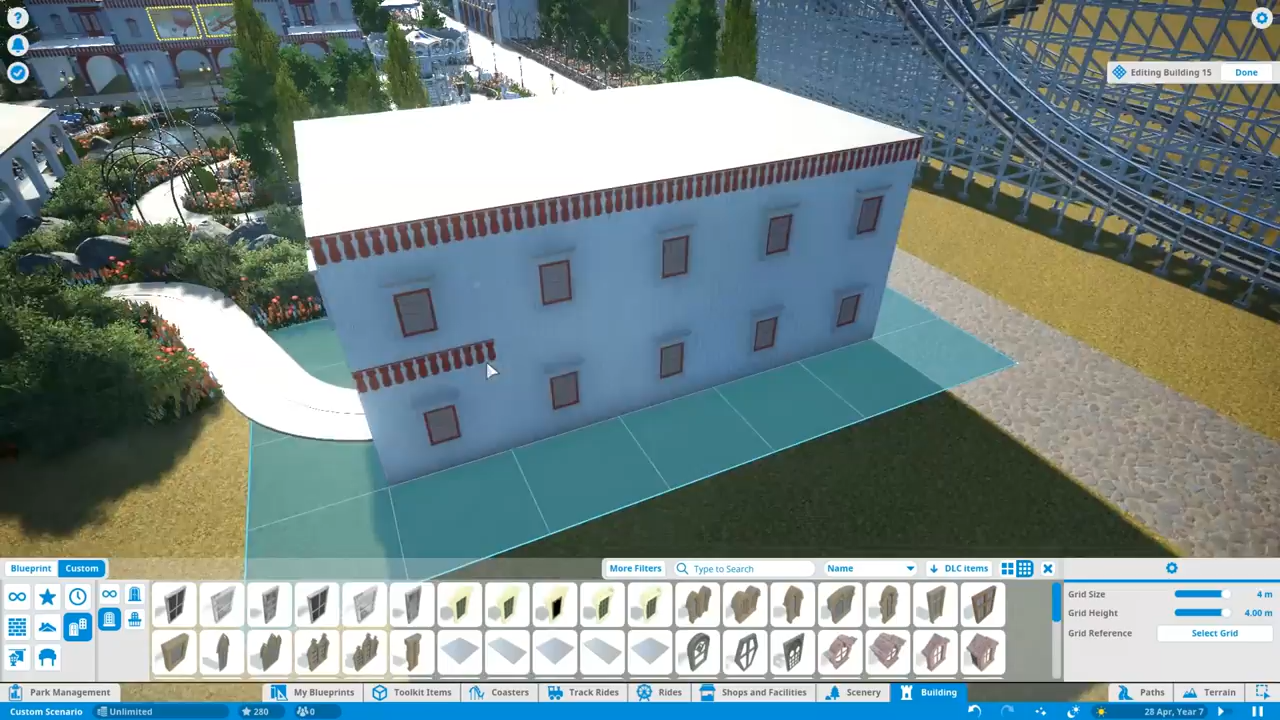 ?
Editing Building 15
Done
Blueprint
Custom
More Filters
Type to Search
Name
DLC items
Grid Size
4 m
Grid Height
4.00 m
Grid Reference
Select Grid
Park Management
My Blueprints
Toolkit Items
Coasters
Track Rides
Rides
Shops and Facilities
Scenery
Building
Paths
Terrain
Custom Scenario
Unlimited
280
0
28 Apr, Year 7